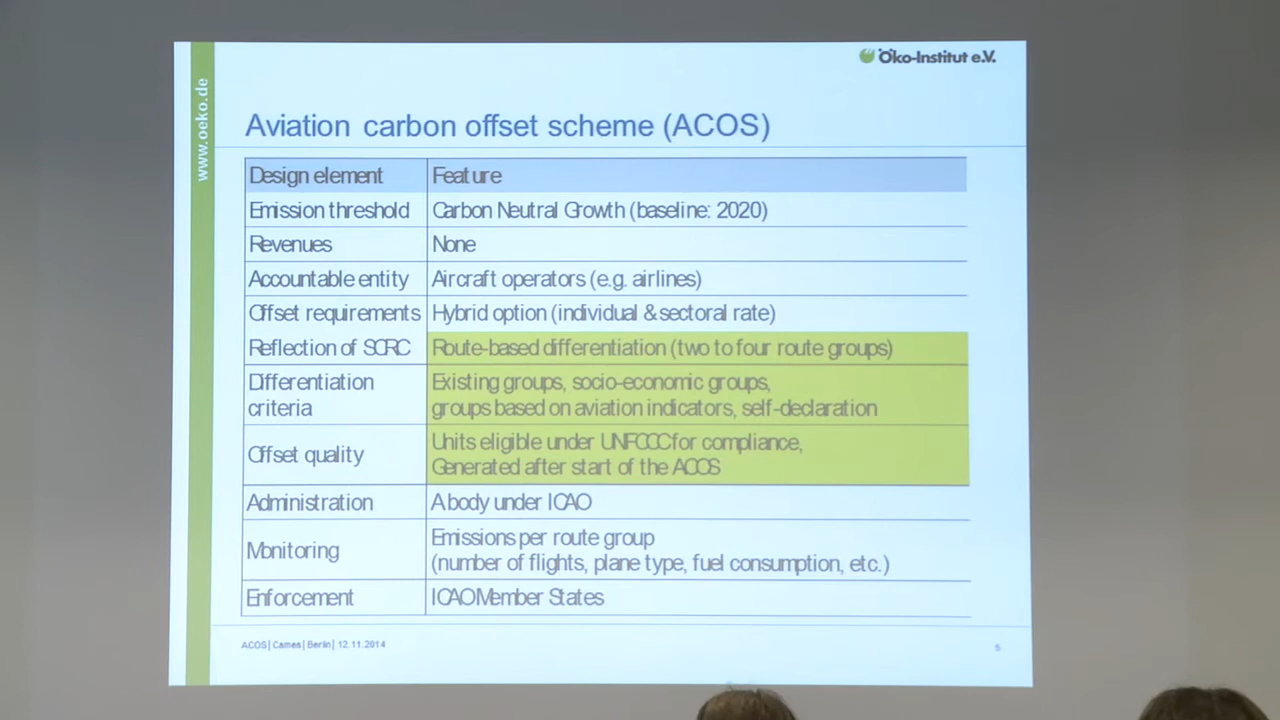 Öko-Institut e.V.
www.oeko.de
Aviation carbon offset scheme (ACOS)
Design element Feature
Emission threshold Carbon Neutral Growth (baseline: 2020)
Revenues None
Accountable entity Aircraft operators (e.g. airlines)
Offset requirements Hybrid option (individual & sectoral rate)
Reflection of SCRC Route-based differentiation (two to four route groups)
Differentiation criteria Existing groups, socio-economic groups,
groups based on aviation indicators, self-declaration
Offset quality Units eligible under UNFCCC for compliance,
Generated after start of the ACOS
Administration A body under ICAO
Monitoring Emissions per route group
(number of flights, plane type, fuel consumption, etc.)
Enforcement ICAO Member States
ACOS | Cames | Berlin | 12.11.2014
5